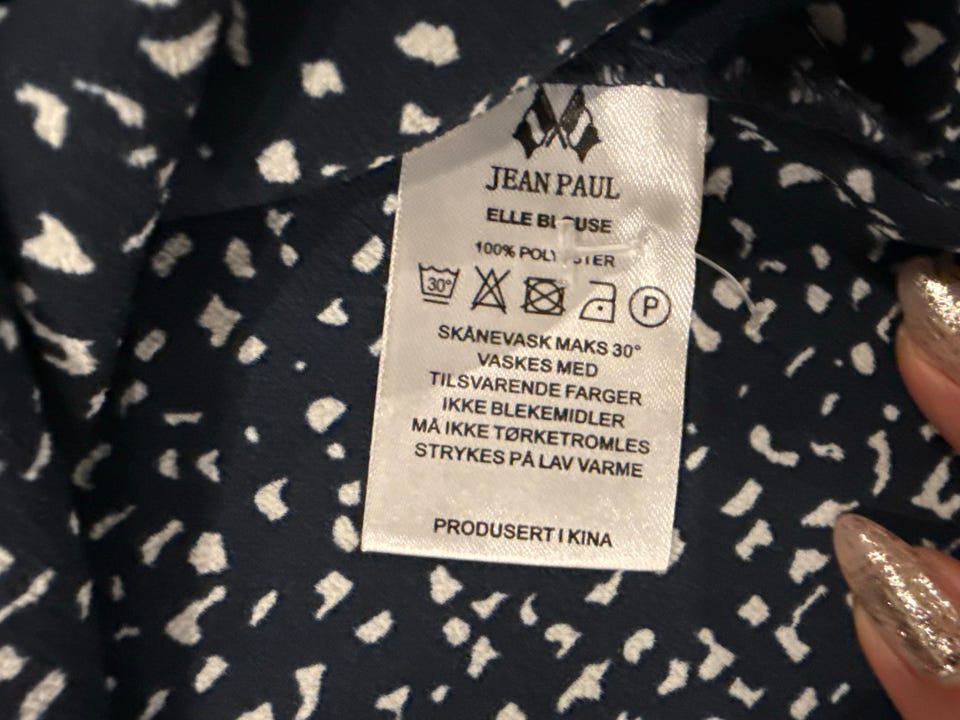 JEAN PAUL
ELLE BLOUSE
100% POLYESTER
30° P
SKÅNEVASK MAKS 30°
VASKES MED
TILSVARENDE FARGER
IKKE BLEKEMIDLER
MÅ IKKE TØRKETROMLES
STRYKES PÅ LAV VARME
PRODUSERT I KINA